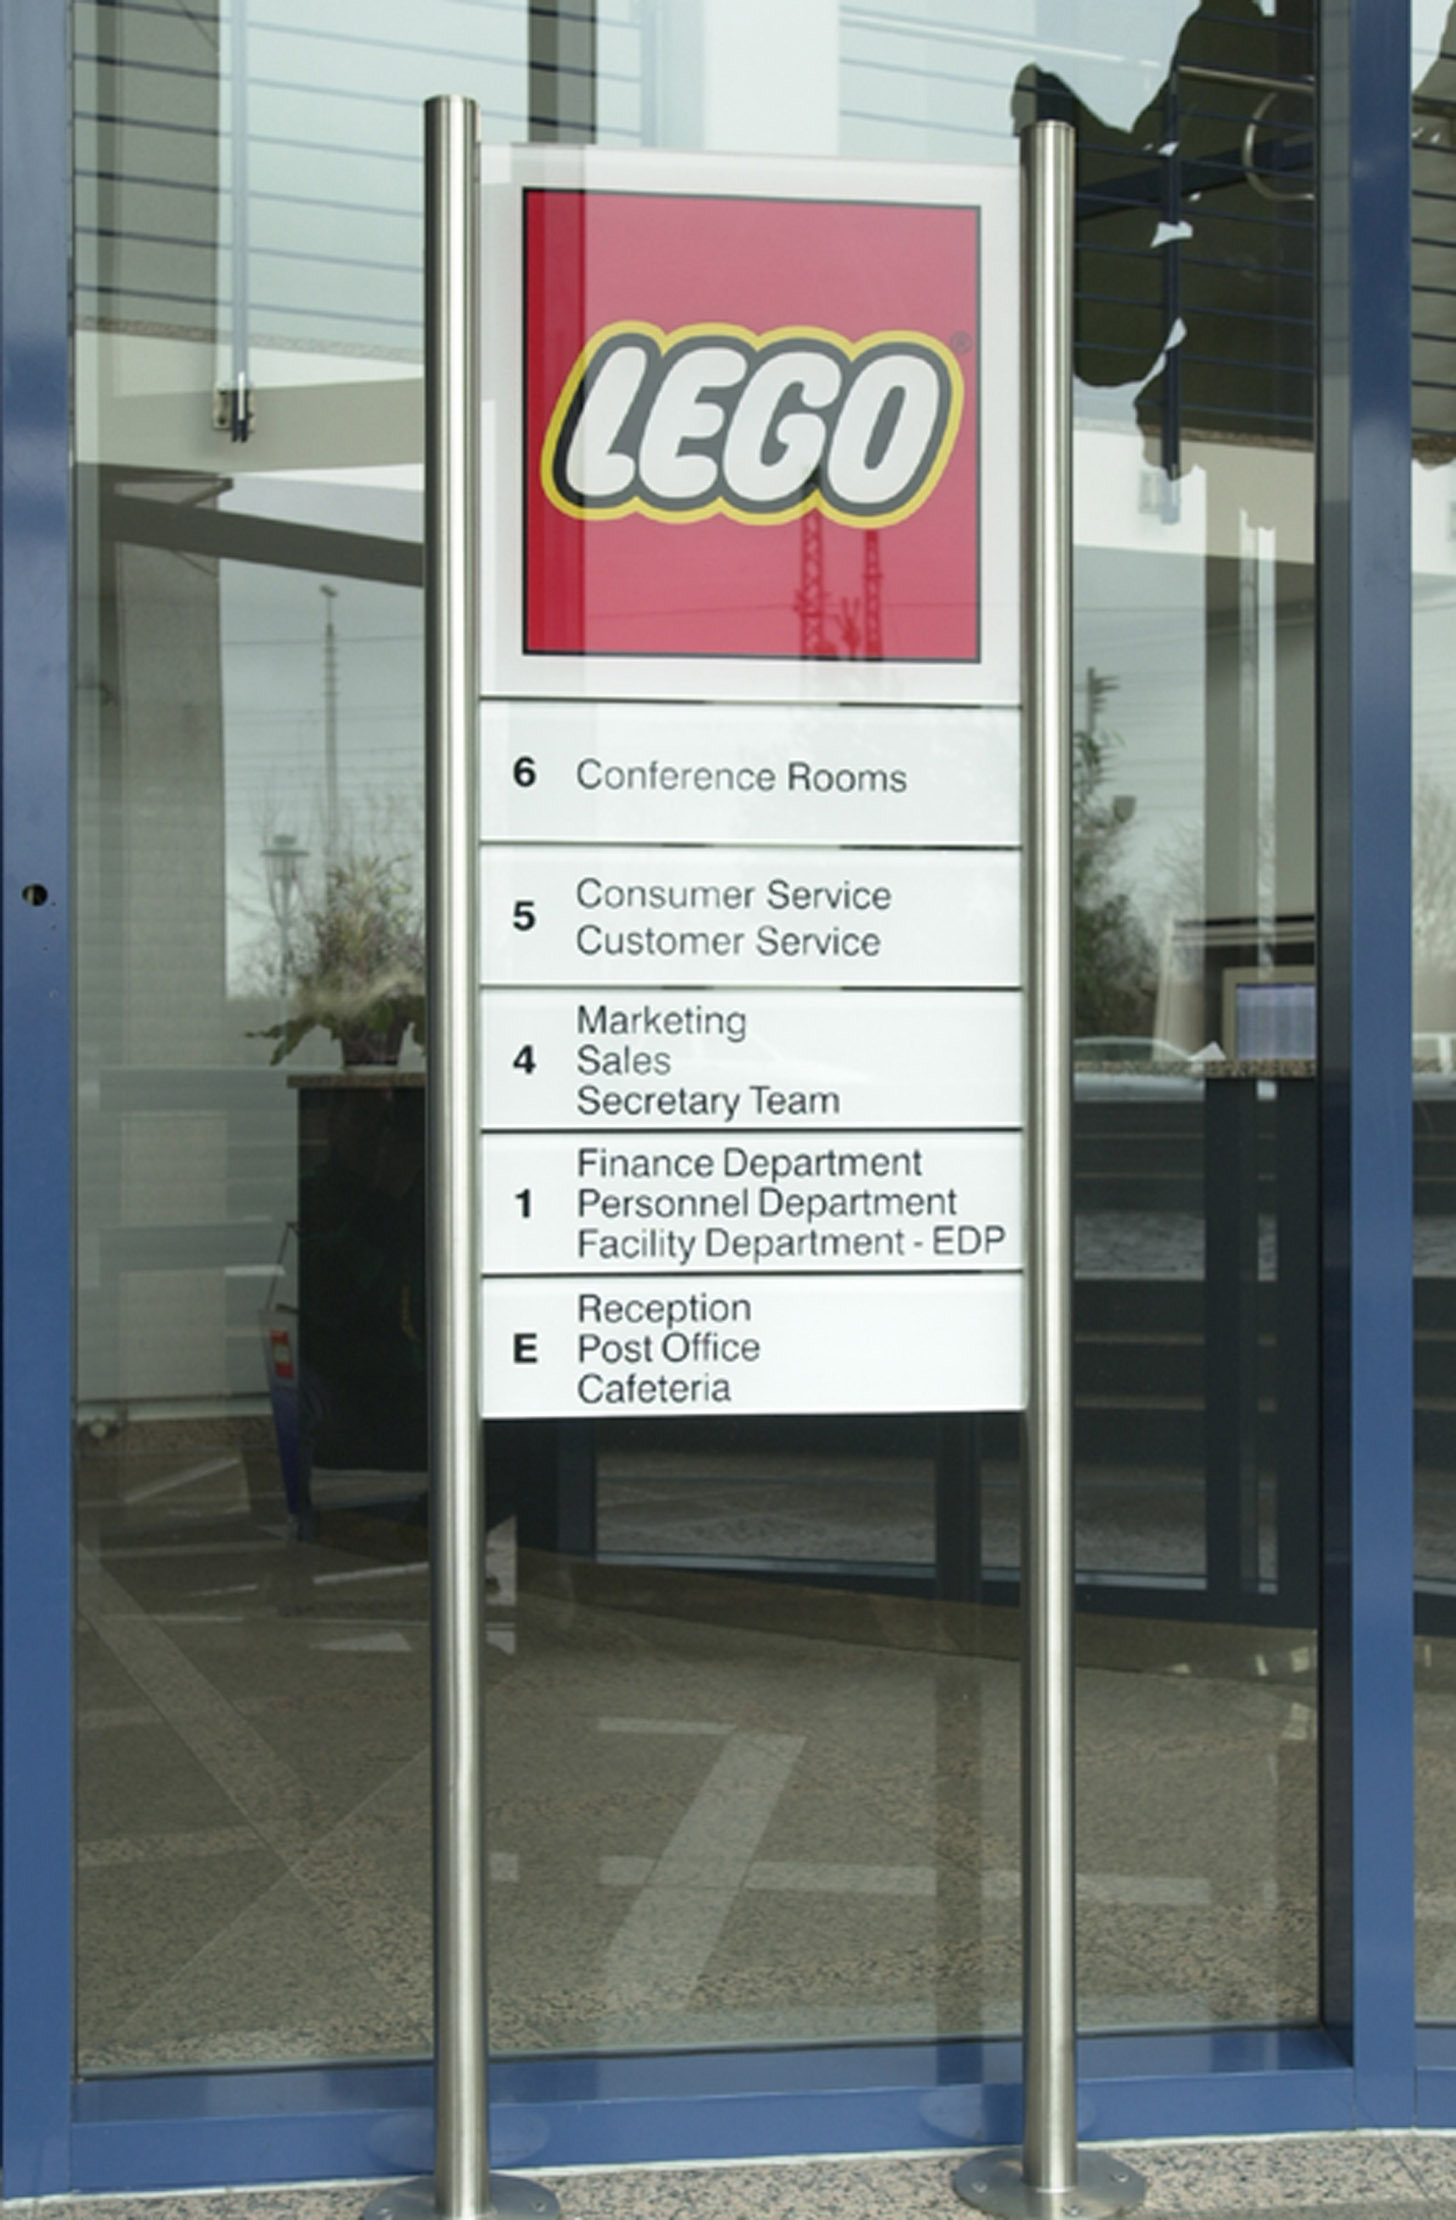 LEGO®
6 Conference Rooms
5 Consumer Service
Customer Service
4 Marketing
Sales
Secretary Team
1 Finance Department
Personnel Department
Facility Department - EDP
E Reception
Post Office
Cafeteria